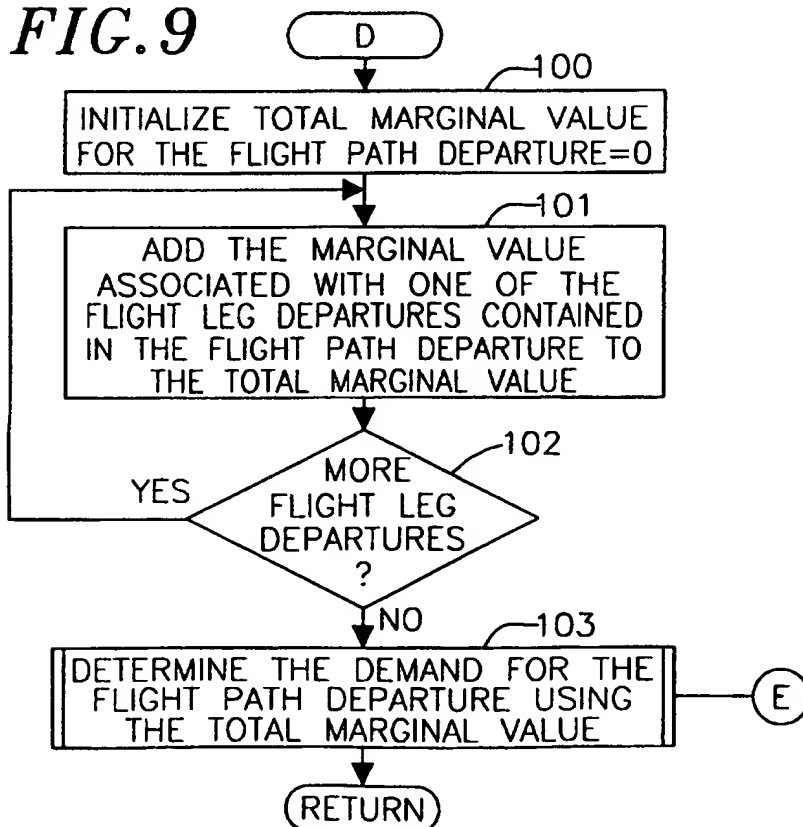 FIG. 9
D
100
INITIALIZE TOTAL MARGINAL VALUE
FOR THE FLIGHT PATH DEPARTURE=0
101
ADD THE MARGINAL VALUE
ASSOCIATED WITH ONE OF THE
FLIGHT LEG DEPARTURES CONTAINED
IN THE FLIGHT PATH DEPARTURE TO
THE TOTAL MARGINAL VALUE
102
YES
MORE
FLIGHT LEG
DEPARTURES
?
NO
103
DETERMINE THE DEMAND FOR THE
FLIGHT PATH DEPARTURE USING
THE TOTAL MARGINAL VALUE
E
RETURN